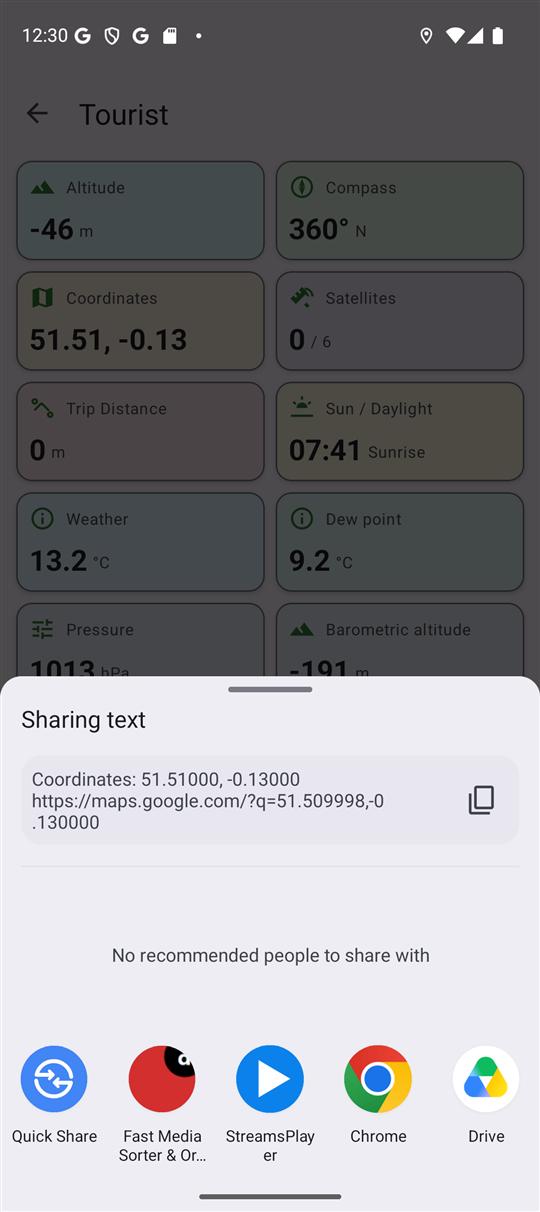 12:30
Tourist
Altitude
-46 m
Compass
360° N
Coordinates
51.51, -0.13
Satellites
0 / 6
Trip Distance
0 m
Sun / Daylight
07:41 Sunrise
Weather
13.2 °C
Dew point
9.2 °C
Pressure
1013 hPa
Barometric altitude
-191 m
Sharing text
Coordinates: 51.51000, -0.13000
https://maps.google.com/?q=51.509998,-0
.130000
No recommended people to share with
Quick Share
Fast Media
Sorter & Or...
StreamsPlay
er
Chrome
Drive